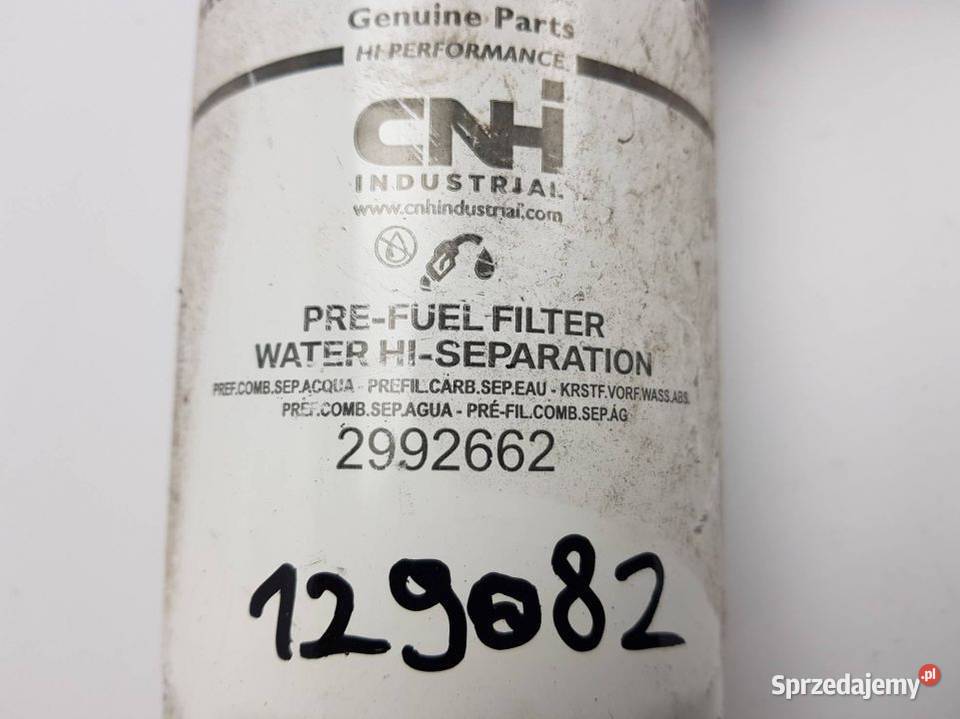 Genuine Parts
HI-PERFORMANCE
CNHi
INDUSTRIAL
www.cnhindustrial.com
PRE-FUEL FILTER
WATER HI-SEPARATION
PREF.COMB.SEP.ACQUA - PREFIL.CARB.SEP.EAU - KRSTF.VORF.WASS.ABS.
PRÉF.COMB.SEP.AGUA - PRÉ-FIL.COMB.SEP.ÁG
2992662
129082
Sprzedajemy.pl